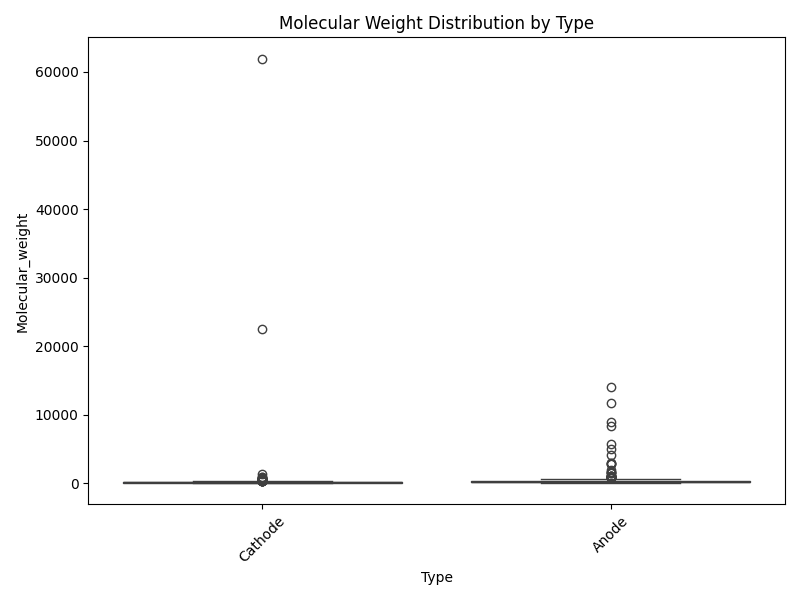 Molecular Weight Distribution by Type
60000
50000
40000
30000
20000
10000
0
Molecular_weight
Cathode
Anode
Type